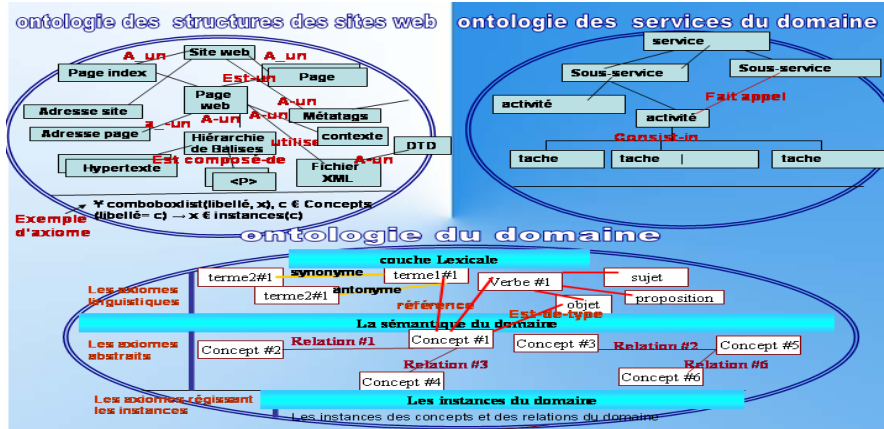 ontologie des structures des sites web
A_un
Site web
A_un
Page index
Est-un
Page
Page
web
A-un
Adresse site
Métatags
a_-un
A-un
A-un
Adresse page
contexte
Hiérarchie
de Balises
utilise
DTD
Est composé-de
A-un
Hypertexte
Fichier
XML
<P>
∀ comboboxlist(libellé, x), c € Concepts
(libellé= c) → x € instances(c)
Exemple
d'axiome
ontologie des services du domaine
service
Sous-service
Sous-service
Fait appel
activité
activité
Consist-in
tache
tache
tache
ontologie du domaine
couche Lexicale
Les axiomes
linguistiques
terme2#1
synonyme
terme1#1
Verbe #1
sujet
terme2#1
antonyme
référence
objet
proposition
Est-de-type
La sémantique du domaine
Les axiomes
abstraits
Concept #2
Relation #1
Concept #1
Concept #3
Relation #2
Concept #5
Relation #3
Relation #6
Concept #4
Concept #6
Les axiomes régissant
les instances
Les instances du domaine
Les instances des concepts et des relations du domaine